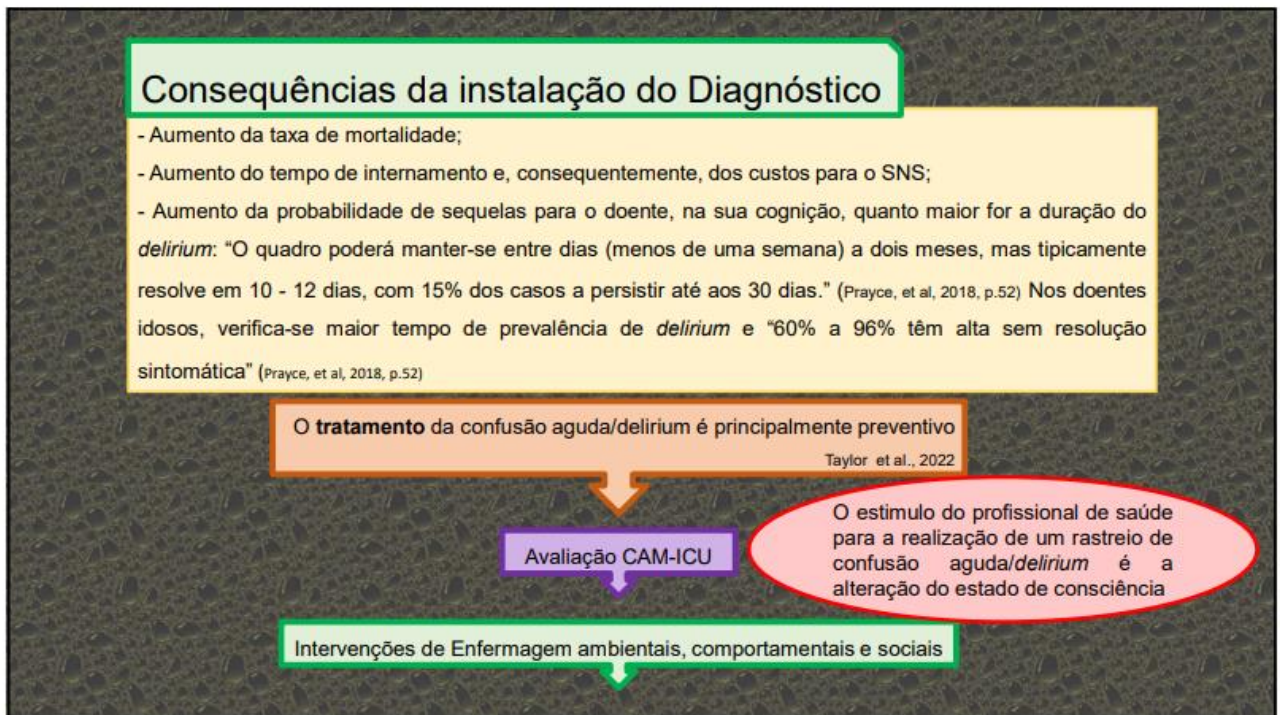 Consequências da instalação do Diagnóstico
- Aumento da taxa de mortalidade;
- Aumento do tempo de internamento e, consequentemente, dos custos para o SNS;
- Aumento da probabilidade de sequelas para o doente, na sua cognição, quanto maior for a duração do
delirium: “O quadro poderá manter-se entre dias (menos de uma semana) a dois meses, mas tipicamente
resolve em 10 - 12 dias, com 15% dos casos a persistir até aos 30 dias.” (Prayce, et al, 2018, p.52) Nos doentes
idosos, verifica-se maior tempo de prevalência de delirium e “60% a 96% têm alta sem resolução
sintomática” (Prayce, et al, 2018, p.52)
O tratamento da confusão aguda/delirium é principalmente preventivo
Taylor et al., 2022
Avaliação CAM-ICU
O estimulo do profissional de saúde
para a realização de um rastreio de
confusão aguda/delirium é a
alteração do estado de consciência
Intervenções de Enfermagem ambientais, comportamentais e sociais